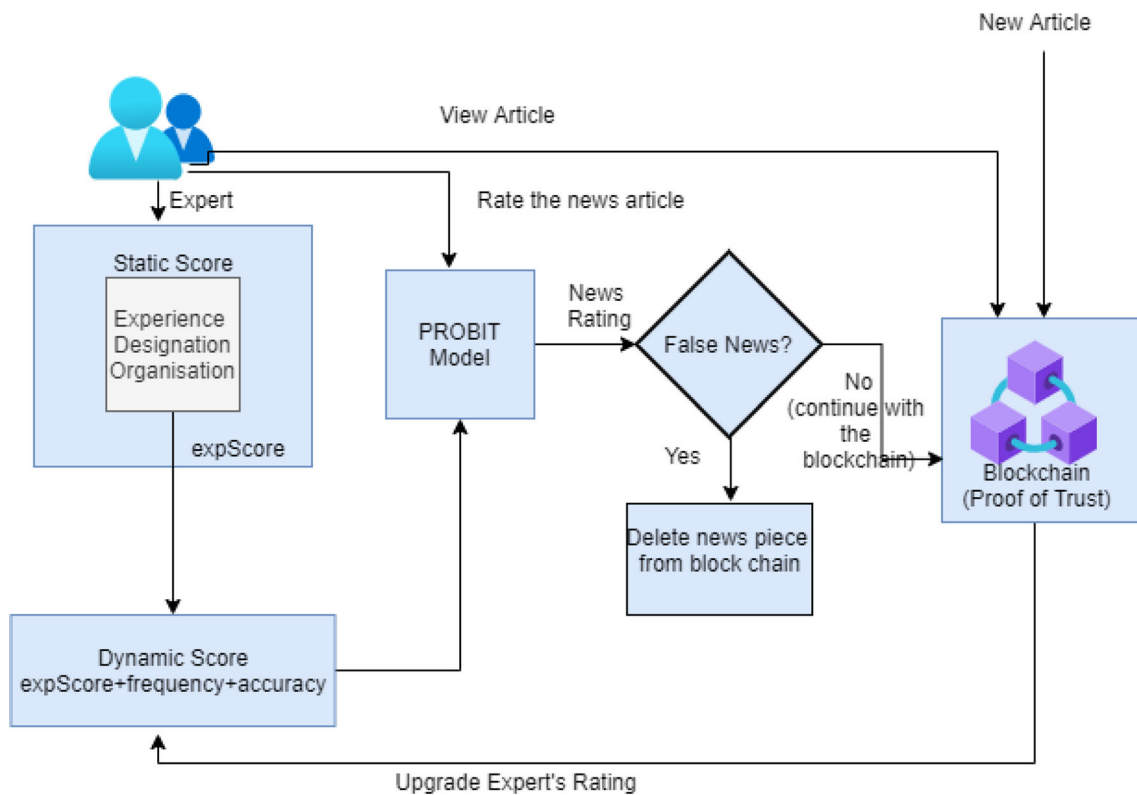 New Article
View Article
Expert
Rate the news article
Static Score
Experience
Designation
Organisation
expScore
PROBIT
Model
News
Rating
False News?
No
(continue with
the
blockchain)
Yes
Delete news piece
from block chain
Blockchain
(Proof of Trust)
Dynamic Score
expScore+frequency+accuracy
Upgrade Expert's Rating